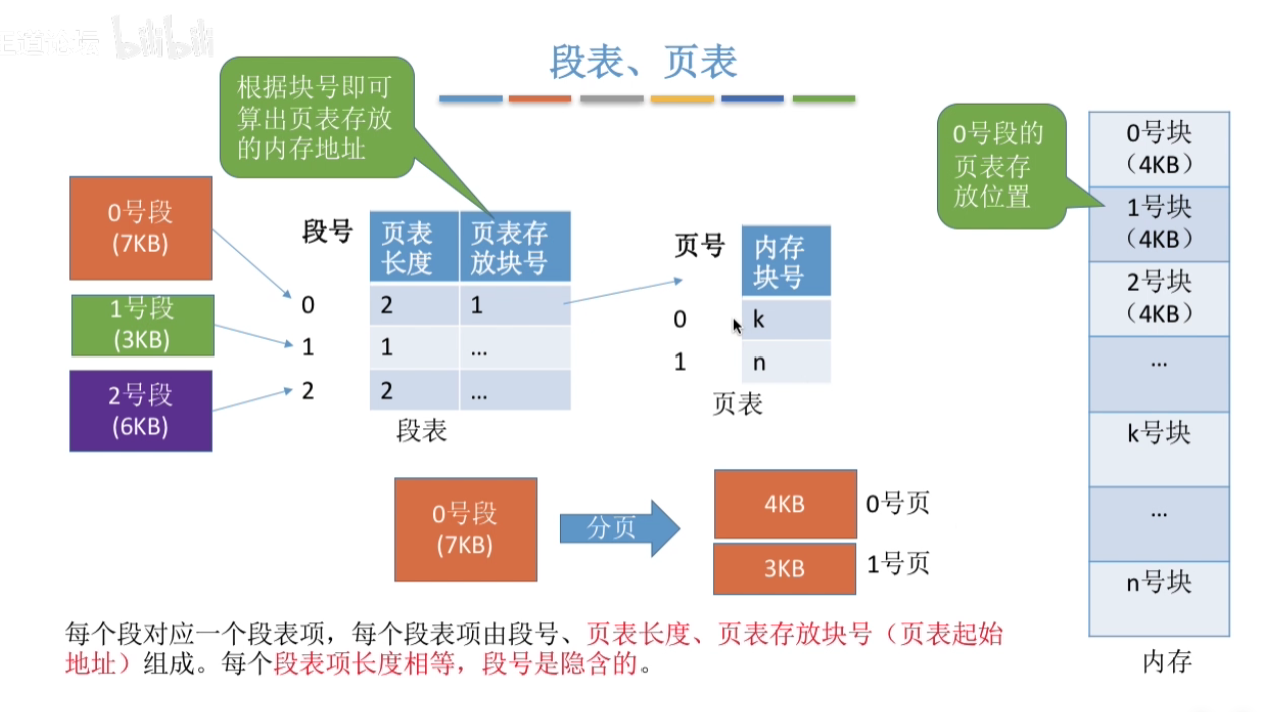 bilibili
段表、页表
根据块号即可
算出页表存放
的内存地址
0号段的
页表存
放位置
0号段
(7KB)
1号段
(3KB)
2号段
(6KB)
段号
页表
长度
页表存
放块号
0
2
1
1
1
...
2
2
...
段表
页号
内存
块号
0
k
1
n
页表
0号块
（4KB）
1号块
（4KB）
2号块
（4KB）
...
k号块
...
n号块
内存
0号段
(7KB)
分页
4KB
0号页
3KB
1号页
每个段对应一个段表项，每个段表项由段号、页表长度、页表存放块号（页表起始
地址）组成。每个段表项长度相等，段号是隐含的。